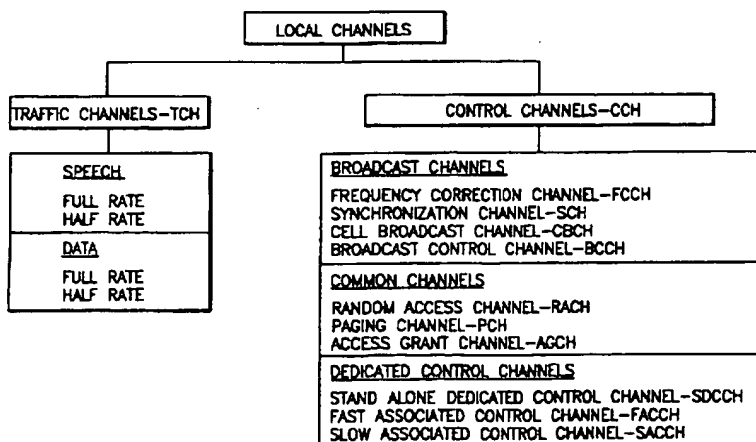 LOCAL CHANNELS
TRAFFIC CHANNELS-TCH
CONTROL CHANNELS-CCH
SPEECH
FULL RATE
HALF RATE
DATA
FULL RATE
HALF RATE
BROADCAST CHANNELS
FREQUENCY CORRECTION CHANNEL-FCCH
SYNCHRONIZATION CHANNEL-SCH
CELL BROADCAST CHANNEL-CBCH
BROADCAST CONTROL CHANNEL-BCCH
COMMON CHANNELS
RANDOM ACCESS CHANNEL-RACH
PAGING CHANNEL-PCH
ACCESS GRANT CHANNEL-AGCH
DEDICATED CONTROL CHANNELS
STAND ALONE DEDICATED CONTROL CHANNEL-SDCCH
FAST ASSOCIATED CONTROL CHANNEL-FACCH
SLOW ASSOCIATED CONTROL CHANNEL-SACCH